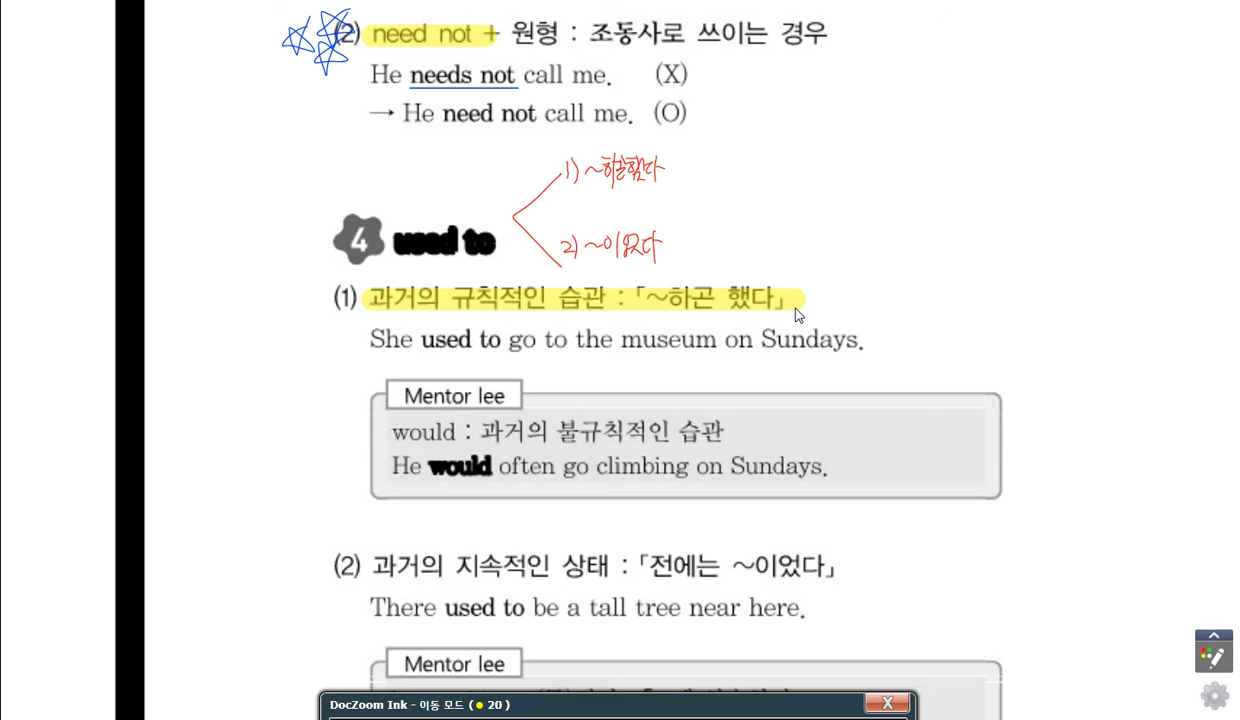 (2) need not + 원형 : 조동사로 쓰이는 경우
He needs not call me. (X)
→ He need not call me. (O)
1) ~하곤했다
4 used to
2) ~이었다
(1) 과거의 규칙적인 습관 : 「~하곤 했다」
She used to go to the museum on Sundays.
Mentor lee
would : 과거의 불규칙적인 습관
He would often go climbing on Sundays.
(2) 과거의 지속적인 상태 : 「전에는 ~이었다」
There used to be a tall tree near here.
Mentor lee
DocZoom Ink - 이동 모드 ( 20 )
X